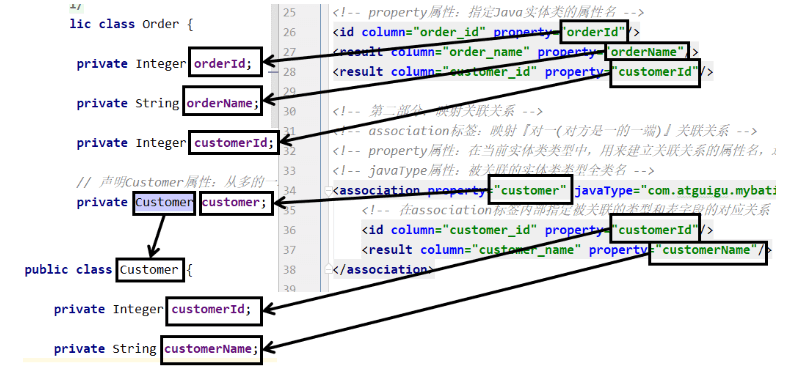 lic class Order {
private Integer orderId;
private String orderName;
private Integer customerId;
// 声明Customer属性：从多的
private Customer customer;
public class Customer {
private Integer customerId;
private String customerName;
25 <!-- property属性：指定Java实体类的属性名 -->
26 <id column="order_id" property="orderId"/>
27 <result column="order_name" property="orderName"/>
28 <result column="customer_id" property="customerId"/>
29
30 <!-- 第二部分：映射关联关系 -->
31 <!-- association标签：映射『对一(对方是一的一端)』关联关系 -->
32 <!-- property属性：在当前实体类类型中，用来建立关联关系的属性名，
33 <!-- javaType属性：被关联的实体类类型全类名 -->
34 <association property="customer" javaType="com.atguigu.mybati
35 <!-- 在association标签内部指定被关联的类型和表字段的对应关系
36 <id column="customer_id" property="customerId"/>
37 <result column="customer_name" property="customerName"/>
38 </association>
39